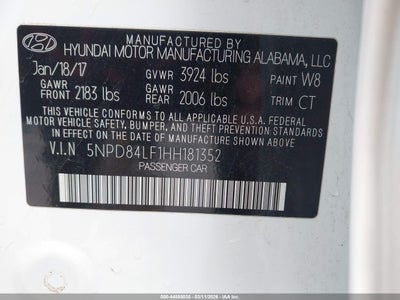 MANUFACTURED BY
HYUNDAI MOTOR MANUFACTURING ALABAMA, LLC
Jan/18/17 GVWR 3924 lbs PAINT W8
GAWR FRONT 2183 lbs GAWR REAR 2006 lbs TRIM CT
THIS VEHICLE CONFORMS TO ALL APPLICABLE U.S.A. FEDERAL
MOTOR VEHICLE SAFETY, BUMPER, AND THEFT PREVENTION
STANDARDS IN EFFECT ON THE DATE OF MANUFACTURE SHOWN ABOVE.
V.I.N 5NPD84LF1HH181352
PASSENGER CAR